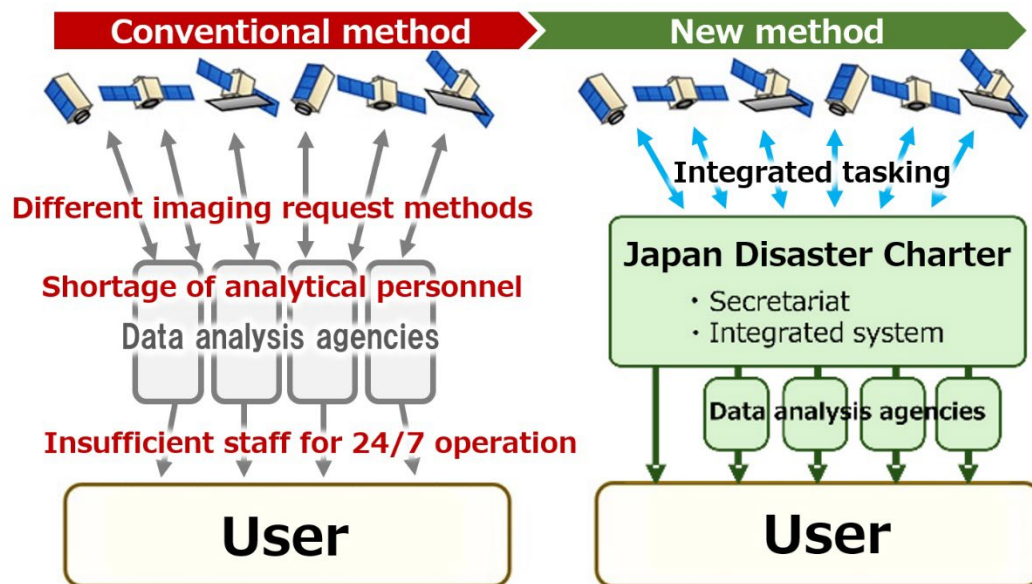 Conventional method
New method
Different imaging request methods
Shortage of analytical personnel
Data analysis agencies
Insufficient staff for 24/7 operation
User
Integrated tasking
Japan Disaster Charter
・Secretariat
・Integrated system
Data analysis agencies
User